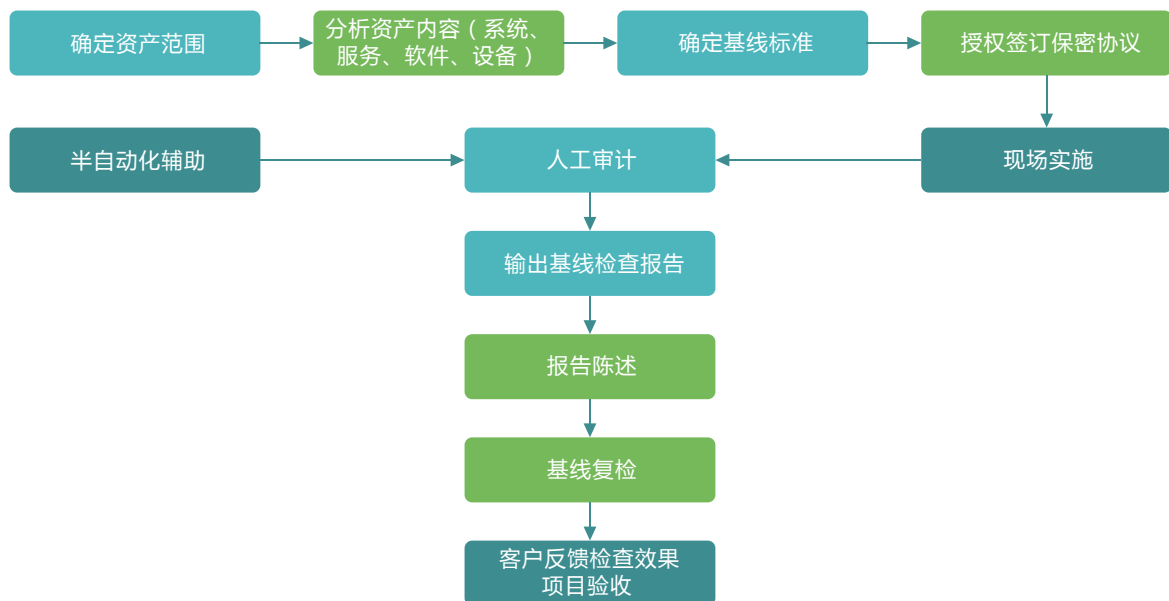 确定资产范围
分析资产内容（系统、
服务、软件、设备）
确定基线标准
授权签订保密协议
半自动化辅助
人工审计
现场实施
输出基线检查报告
报告陈述
基线复检
客户反馈检查效果
项目验收